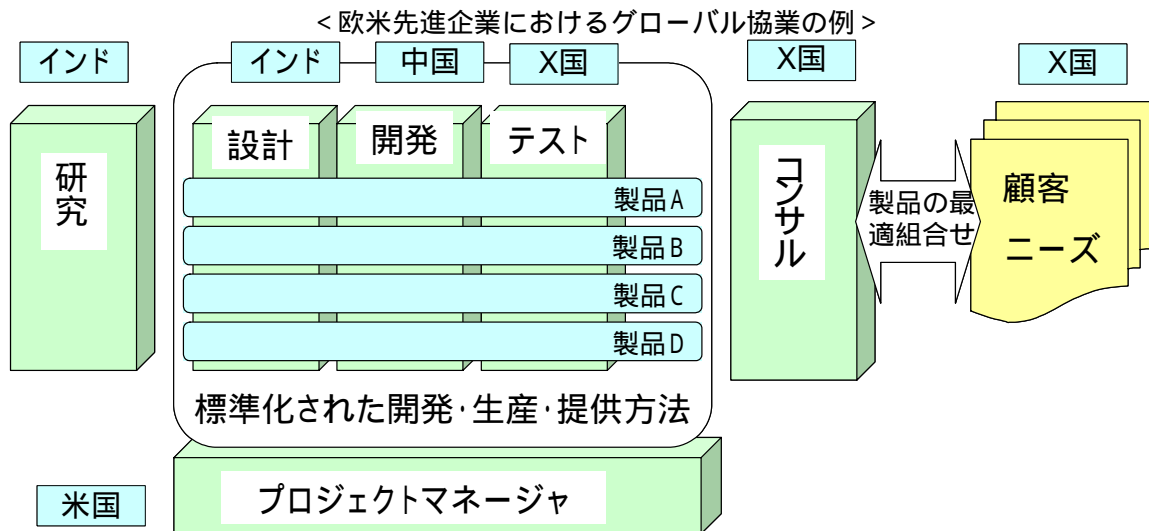 <欧米先進企業におけるグローバル協業の例>
インド
インド
中国
X国
X国
X国
研究
設計
開発
テスト
コンサル
製品の最
適組合せ
顧客
ニーズ
製品A
製品B
製品C
製品D
標準化された開発・生産・提供方法
米国
プロジェクトマネージャ